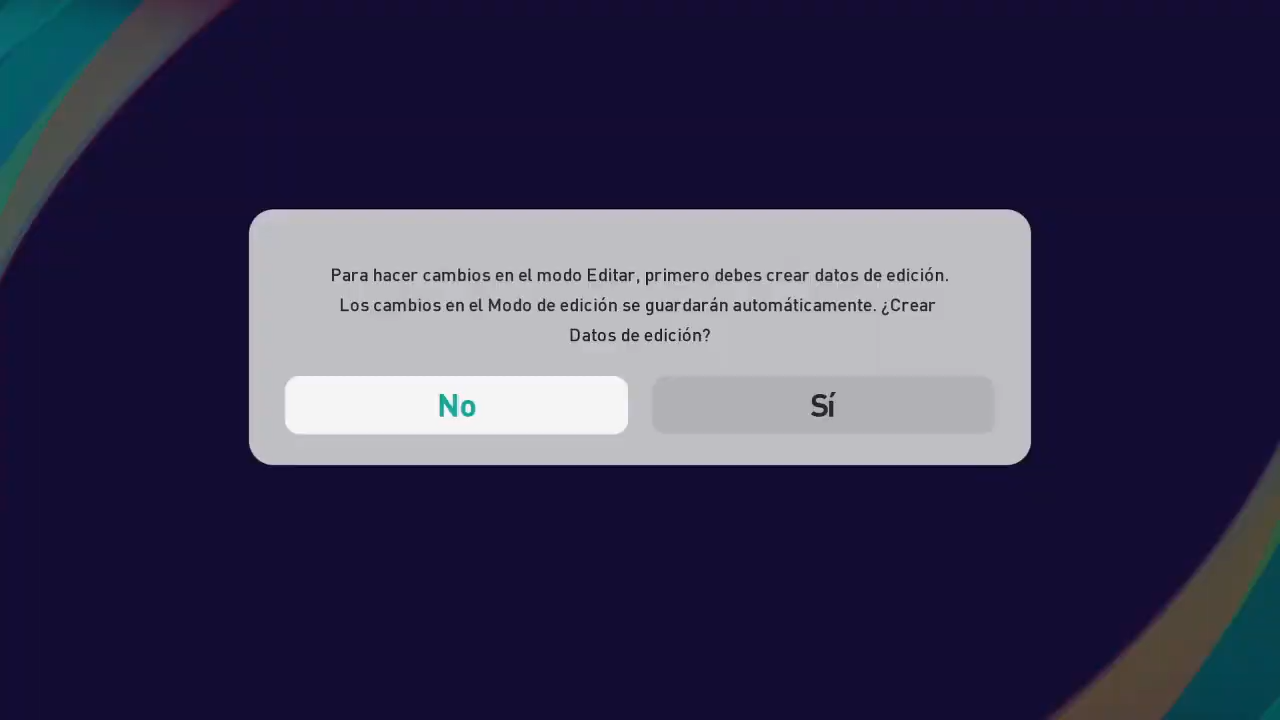 Para hacer cambios en el modo Editar, primero debes crear datos de edición.
Los cambios en el Modo de edición se guardarán automáticamente. ¿Crear
Datos de edición?
No
Sí